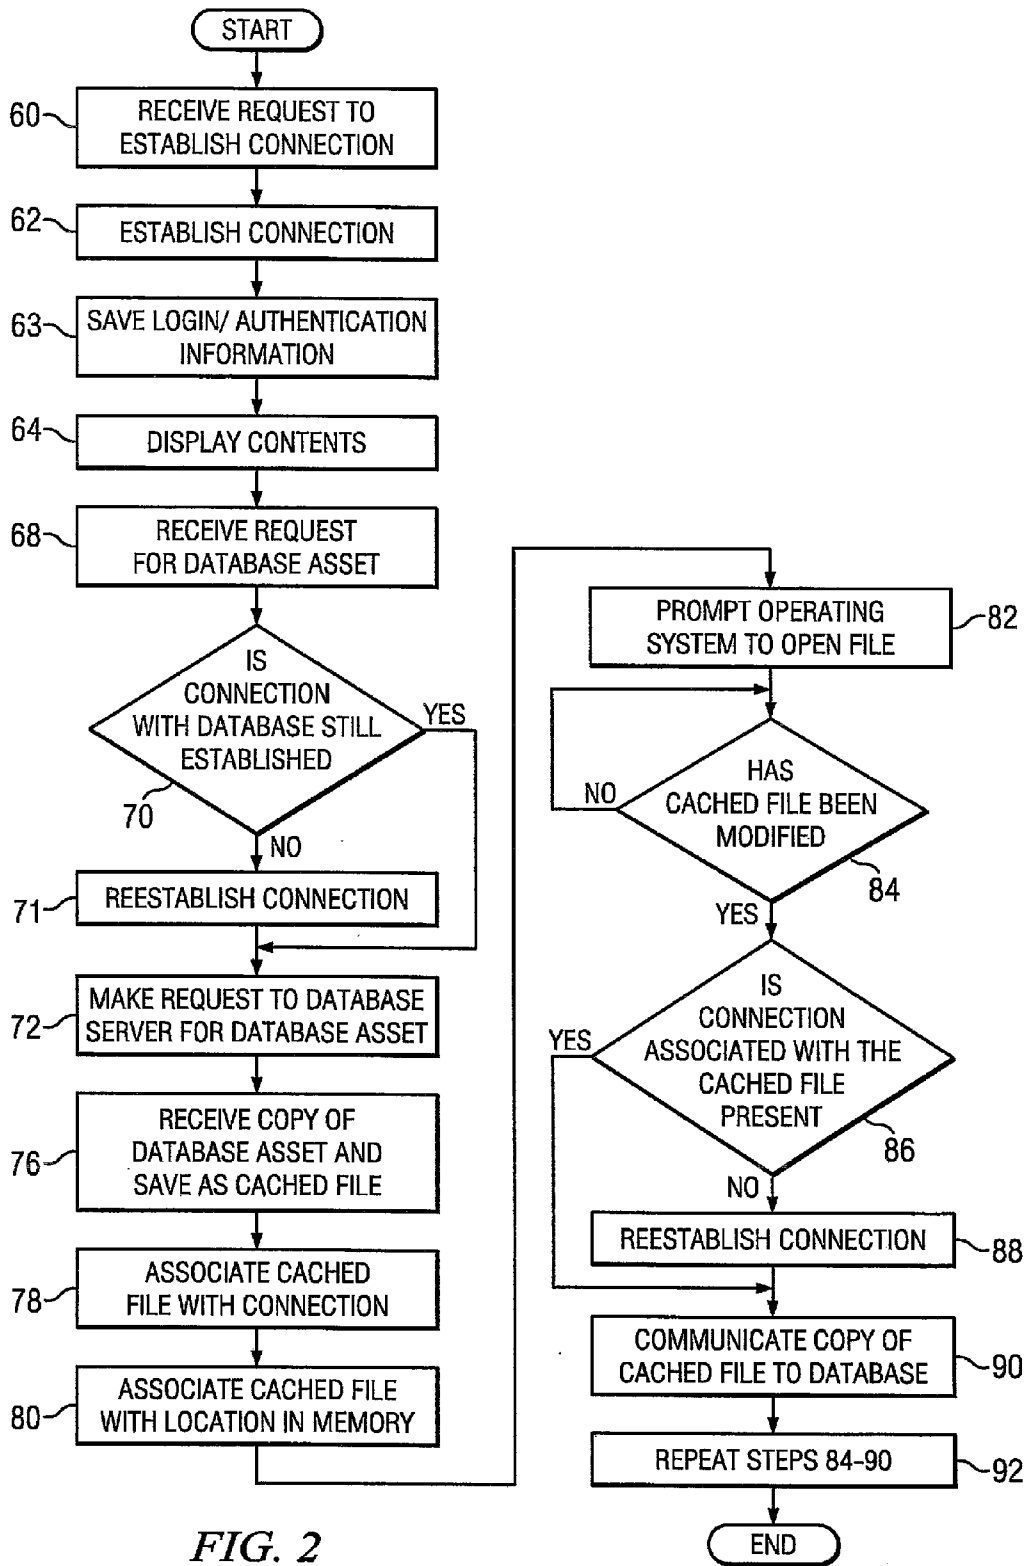 START
60
RECEIVE REQUEST TO
ESTABLISH CONNECTION
62
ESTABLISH CONNECTION
63
SAVE LOGIN/ AUTHENTICATION
INFORMATION
64
DISPLAY CONTENTS
68
RECEIVE REQUEST
FOR DATABASE ASSET
IS
CONNECTION
WITH DATABASE STILL
ESTABLISHED
YES
70
NO
71
REESTABLISH CONNECTION
72
MAKE REQUEST TO DATABASE
SERVER FOR DATABASE ASSET
76
RECEIVE COPY OF
DATABASE ASSET AND
SAVE AS CACHED FILE
78
ASSOCIATE CACHED
FILE WITH CONNECTION
80
ASSOCIATE CACHED FILE
WITH LOCATION IN MEMORY
PROMPT OPERATING
SYSTEM TO OPEN FILE
82
HAS
CACHED FILE BEEN
MODIFIED
NO
84
YES
IS
CONNECTION
ASSOCIATED WITH THE
CACHED FILE
PRESENT
YES
86
NO
REESTABLISH CONNECTION
88
COMMUNICATE COPY OF
CACHED FILE TO DATABASE
90
REPEAT STEPS 84-90
92
END
FIG. 2